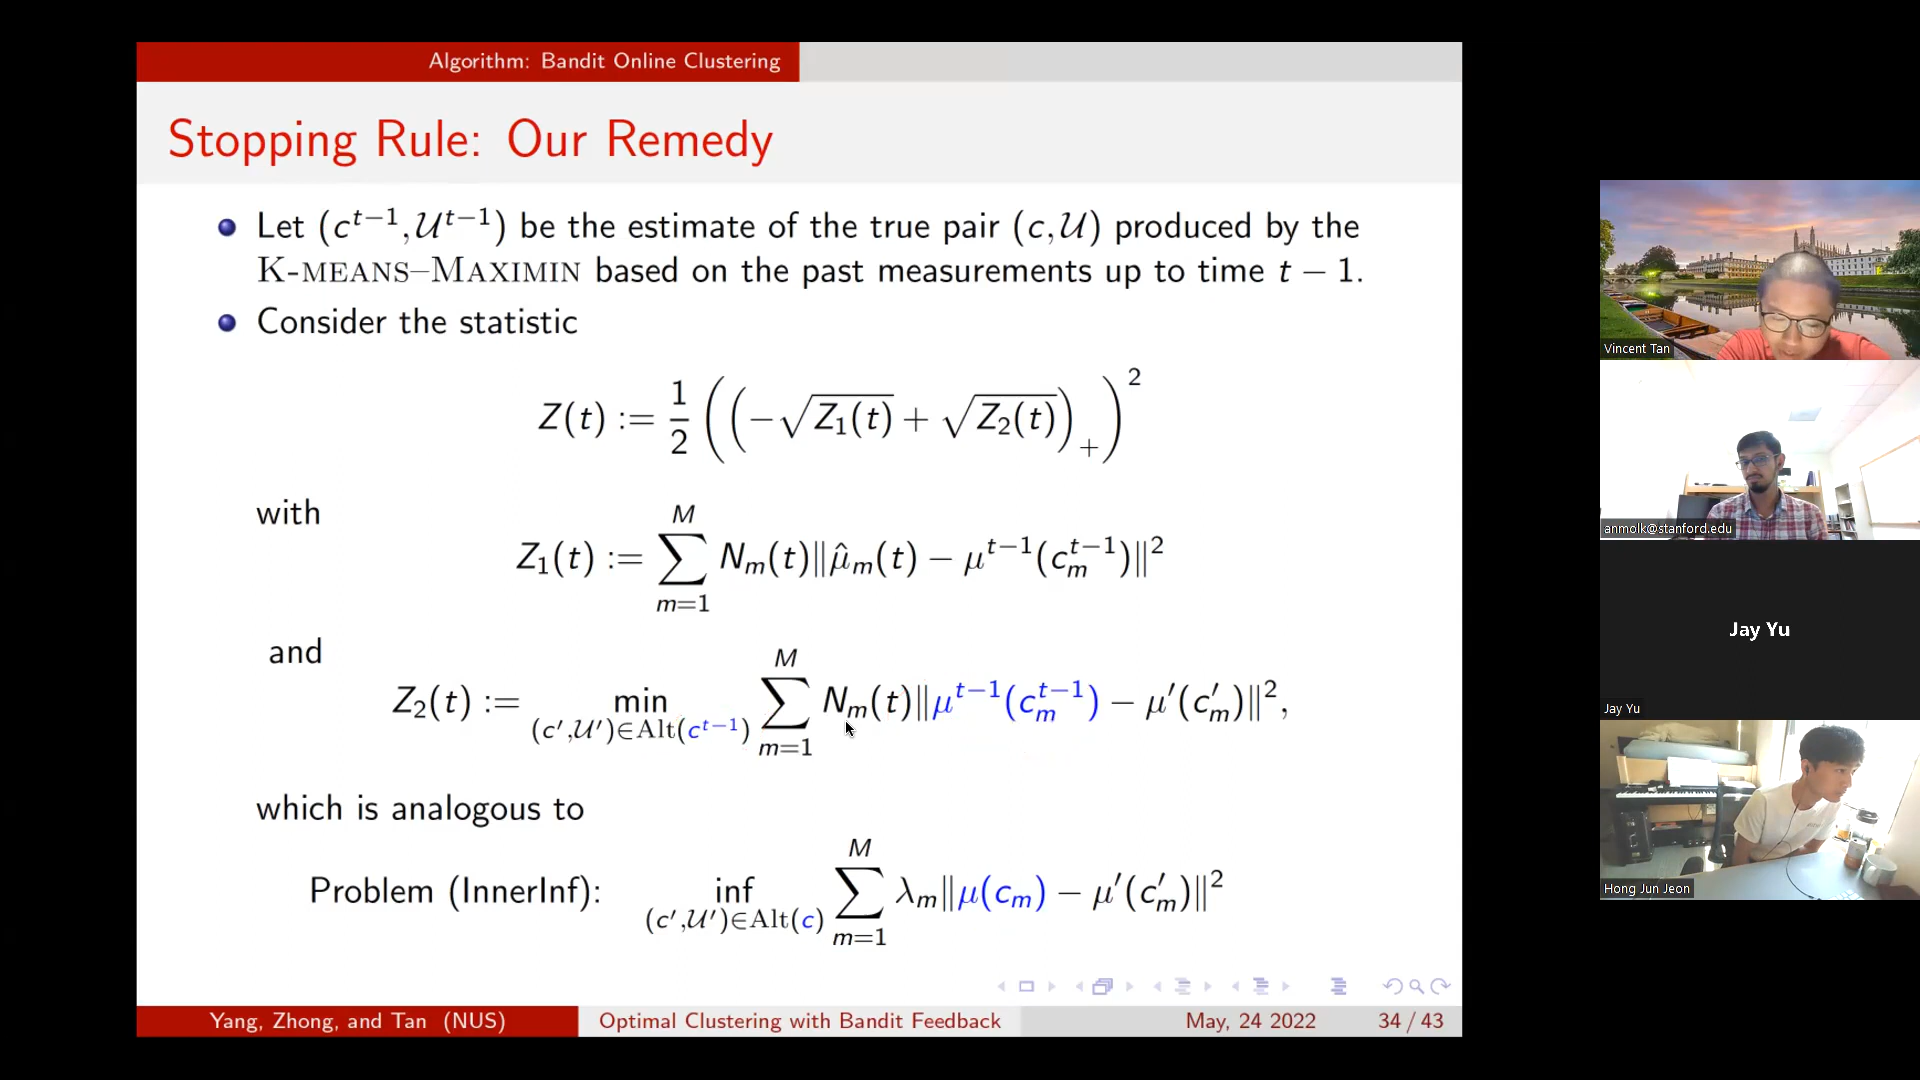 Algorithm: Bandit Online Clustering
Stopping Rule: Our Remedy
Let (c^{t−1}, 𝒰^{t−1}) be the estimate of the true pair (c, 𝒰) produced by the
K-MEANS–MAXIMIN based on the past measurements up to time t − 1.
Consider the statistic
Z(t) := 1/2 ((−√Z₁(t) + √Z₂(t))₊)²
with
Z₁(t) := ∑_{m=1}^{M} N_m(t)‖μ̂_m(t) − μ^{t−1}(c_m^{t−1})‖²
and
Z₂(t) := min_{(c′,𝒰′)∈Alt(c^{t−1})} ∑_{m=1}^{M} N_m(t)‖μ^{t−1}(c_m^{t−1}) − μ′(c′_m)‖²,
which is analogous to
Problem (InnerInf): inf_{(c′,𝒰′)∈Alt(c)} ∑_{m=1}^{M} λ_m‖μ(c_m) − μ′(c′_m)‖²
Yang, Zhong, and Tan (NUS) Optimal Clustering with Bandit Feedback May, 24 2022 34 / 43
Vincent Tan
anmolk@stanford.edu
Jay Yu
Jay Yu
Hong Jun Jeon